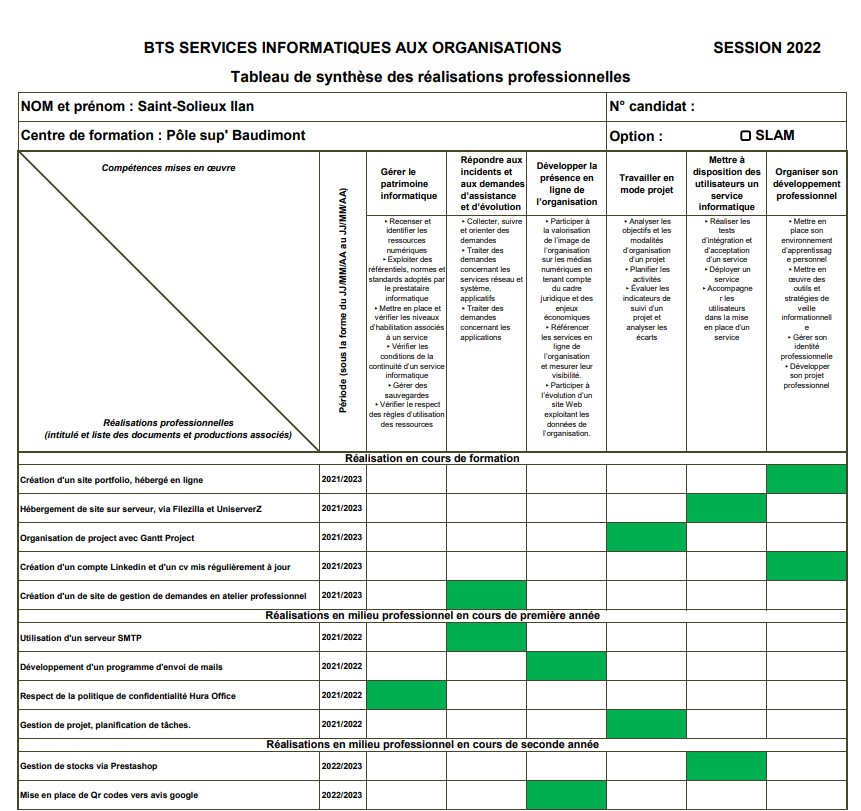 BTS SERVICES INFORMATIQUES AUX ORGANISATIONS SESSION 2022
Tableau de synthèse des réalisations professionnelles
NOM et prénom : Saint-Solieux Ilan N° candidat :
Centre de formation : Pôle sup' Baudimont Option : SLAM
Compétences mises en œuvre
Réalisations professionnelles
(intitulé et liste des documents et productions associés)
Période (sous la forme du JJ/MM/AA au JJ/MM/AA)
Gérer le
patrimoine
informatique
‣ Recenser et
identifier les
ressources
numériques
‣ Exploiter des
référentiels, normes et
standards adoptés par
le prestataire
informatique
‣ Mettre en place et
vérifier les niveaux
d'habilitation associés
à un service
‣ Vérifier les
conditions de la
continuité d'un service
informatique
‣ Gérer des
sauvegardes
‣ Vérifier le respect
des règles d'utilisation
des ressources
Répondre aux
incidents et
aux demandes
d'assistance
et d'évolution
‣ Collecter, suivre
et orienter des
demandes
‣ Traiter des
demandes
concernant les
services réseau et
système,
applicatifs
‣ Traiter des
demandes
concernant les
applications
Développer la
présence en
ligne de
l'organisation
‣ Participer à
la valorisation
de l'image de
l'organisation
sur les médias
numériques en
tenant compte
du cadre
juridique et des
enjeux
économiques
‣ Référencer
les services en
ligne de
l'organisation
et mesurer leur
visibilité.
‣ Participer à
l'évolution d'un
site Web
exploitant les
données de
l'organisation.
Travailler en
mode projet
‣ Analyser les
objectifs et les
modalités
d'organisation
d'un projet
‣ Planifier les
activités
‣ Évaluer les
indicateurs de
suivi d'un
projet et
analyser les
écarts
Mettre à
disposition des
utilisateurs un
service
informatique
‣ Réaliser les
tests
d'intégration et
d'acceptation
d'un service
‣ Déployer un
service
‣ Accompagne
r les
utilisateurs
dans la mise
en place d'un
service
Organiser son
développement
professionnel
‣ Mettre en
place son
environnement
d'apprentissag
e personnel
‣ Mettre en
œuvre des
outils et
stratégies de
veille
informationnell
e
‣ Gérer son
identité
professionnelle
‣ Développer
son projet
professionnel
Réalisation en cours de formation
Création d'un site portfolio, hébergé en ligne 2021/2023
Hébergement de site sur serveur, via Filezilla et UniserverZ 2021/2023
Organisation de project avec Gantt Project 2021/2023
Création d'un compte Linkedin et d'un cv mis régulièrement à jour 2021/2023
Création d'un de site de gestion de demandes en atelier professionnel 2021/2023
Réalisations en milieu professionnel en cours de première année
Utilisation d'un serveur SMTP 2021/2022
Développement d'un programme d'envoi de mails 2021/2022
Respect de la politique de confidentialité Hura Office 2021/2022
Gestion de projet, planification de tâches. 2021/2022
Réalisations en milieu professionnel en cours de seconde année
Gestion de stocks via Prestashop 2022/2023
Mise en place de Qr codes vers avis google 2022/2023